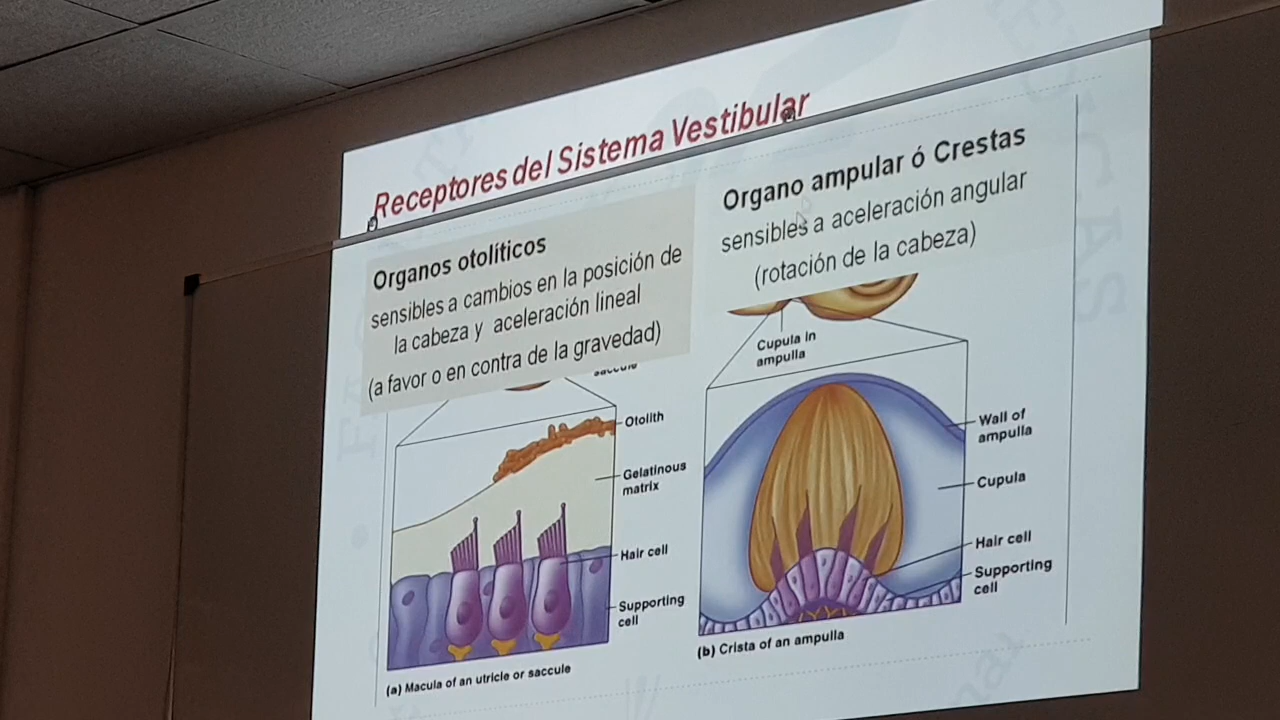 Receptores del Sistema Vestibular
Organos otolíticos
sensibles a cambios en la posición de
la cabeza y aceleración lineal
(a favor o en contra de la gravedad)
Organo ampular ó Crestas
sensibles a aceleración angular
(rotación de la cabeza)
Otolith
Gelatinous
matrix
Hair cell
Supporting
cell
(a) Macula of an utricle or saccule
Cupula in
ampulla
Wall of
ampulla
Cupula
Hair cell
Supporting
cell
(b) Crista of an ampulla